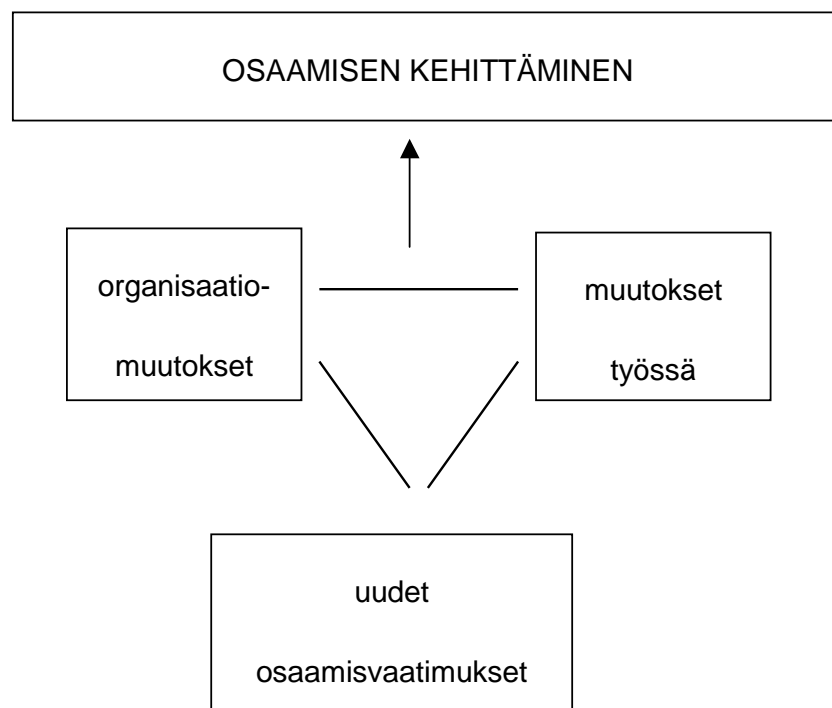 OSAAMISEN KEHITTÄMINEN
organisaatio-
muutokset
muutokset
työssä
uudet
osaamisvaatimukset